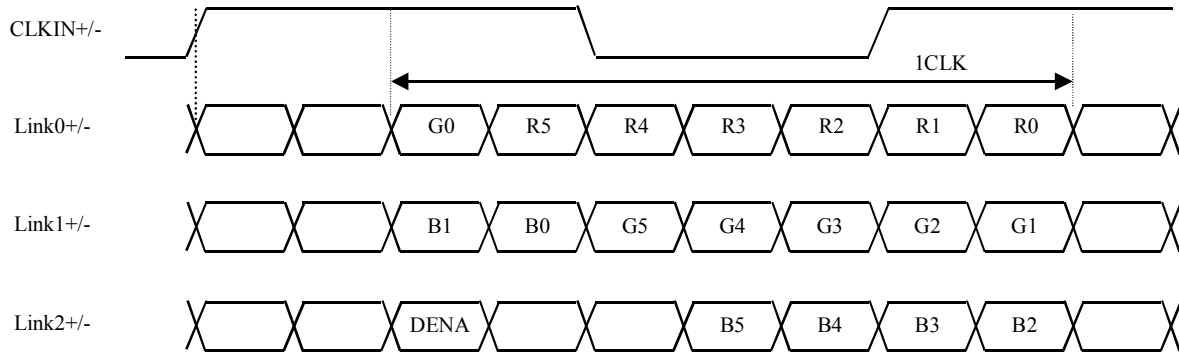 CLKIN+/-
1CLK
Link0+/- G0 R5 R4 R3 R2 R1 R0
Link1+/- B1 B0 G5 G4 G3 G2 G1
Link2+/- DENA B5 B4 B3 B2